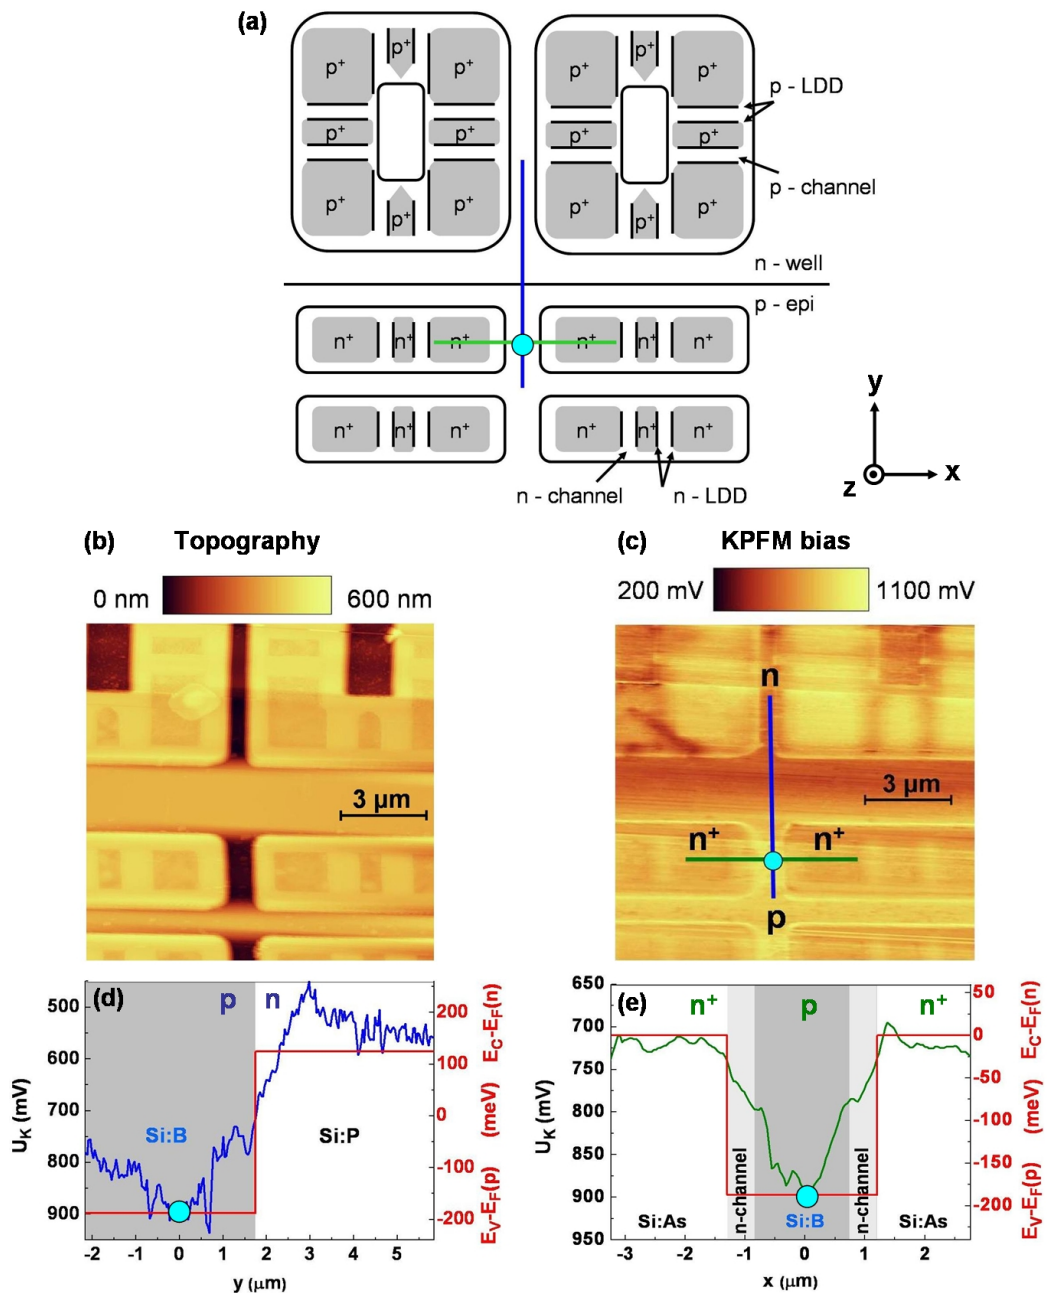 (a)
p+ p+ p+ p+ p+ p+
p - LDD
p+ p+ p+ p+
p - channel
p+ p+ p+ p+ p+ p+
n - well
p - epi
n+ n+ n+ n+ n+ n+
n+ n+ n+ n+ n+ n+
n - channel n - LDD
y
z x
(b) Topography
0 nm 600 nm
3 µm
(c) KPFM bias
200 mV 1100 mV
n
3 µm
n+ n+
p
(d) p n
Si:B Si:P
500
600
700
800
900
UK (mV)
-2 -1 0 1 2 3 4 5
y (µm)
200
100
0
-100
-200
EC-EF(n)
(meV)
EV-EF(p)
(e) n+ p n+
650
700
750
800
850
900
950
UK (mV)
Si:As n-channel Si:B n-channel Si:As
-3 -2 -1 0 1 2
x (µm)
50
0
-50
-100
-150
-200
EC-EF(n)
(meV)
EV-EF(p)